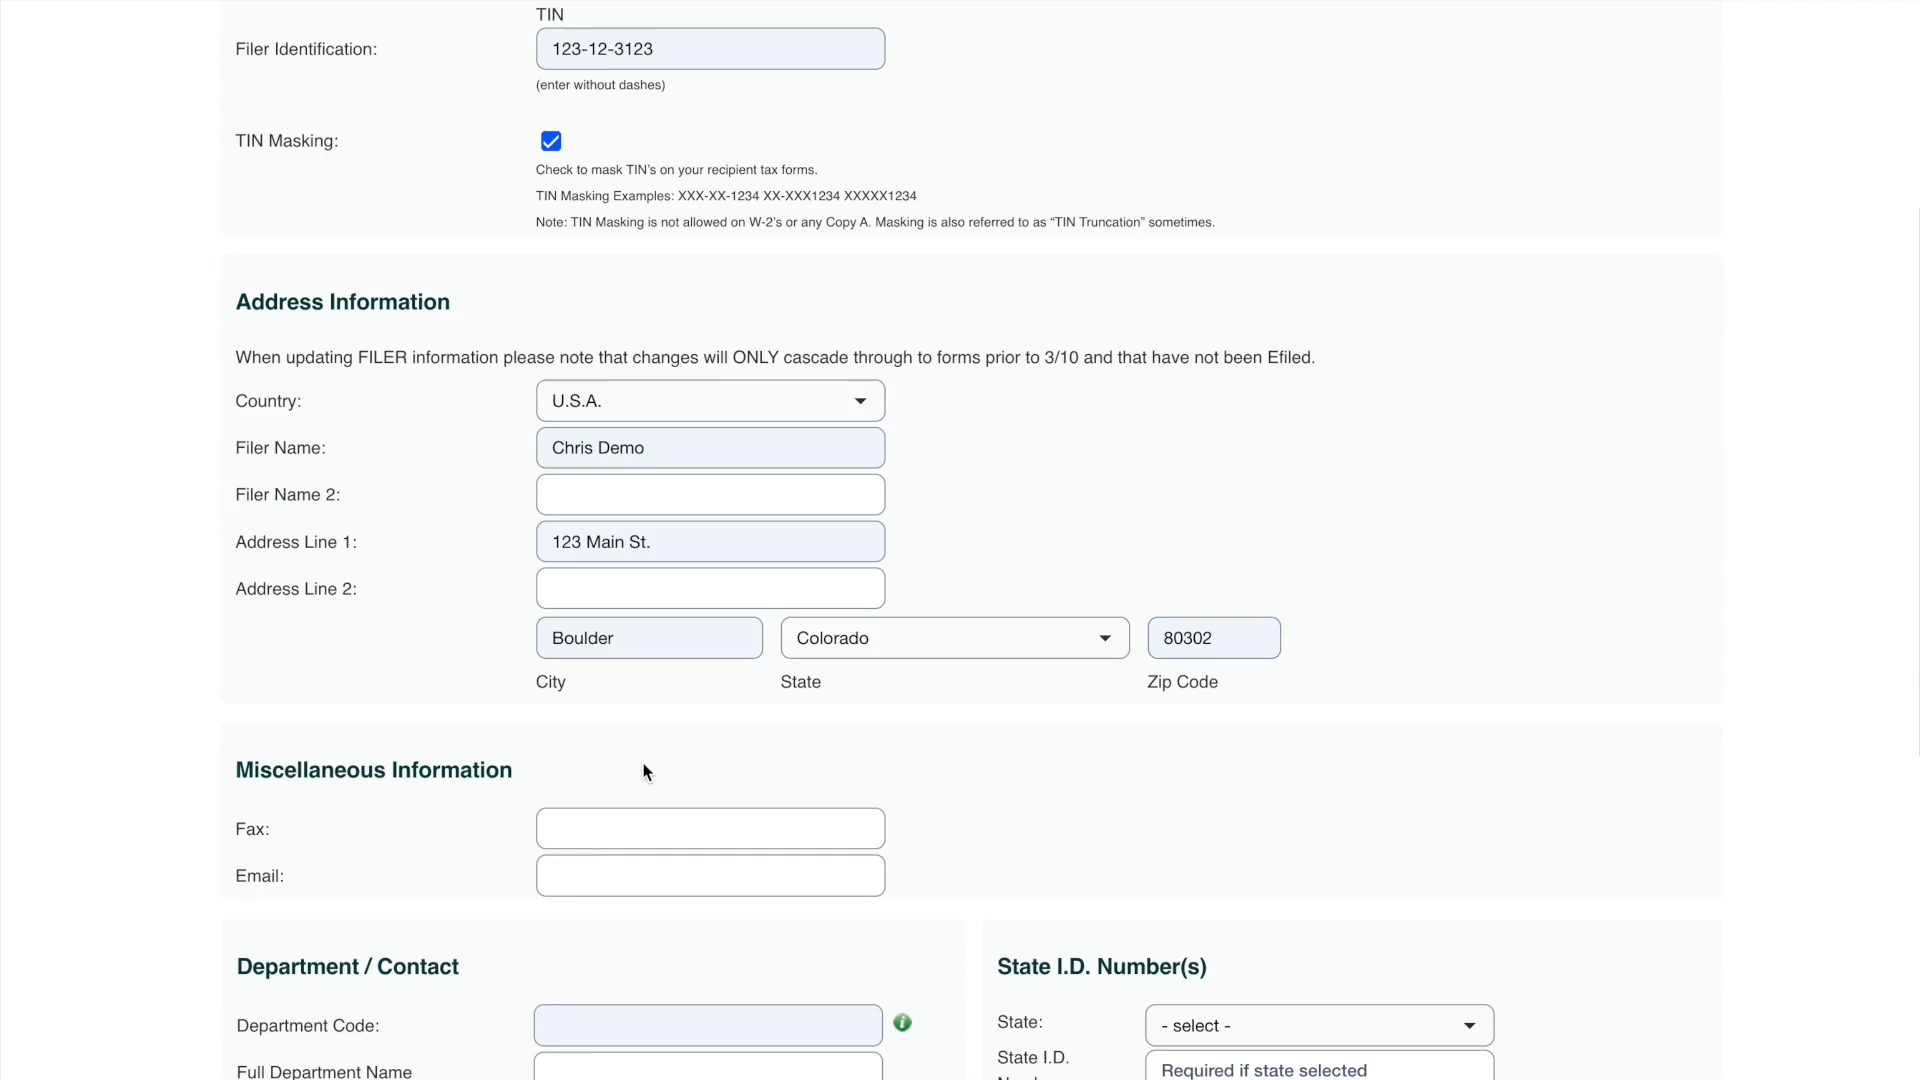 TIN
Filer Identification:
123-12-3123
(enter without dashes)
TIN Masking:
Check to mask TIN's on your recipient tax forms.
TIN Masking Examples: XXX-XX-1234 XX-XXX1234 XXXXX1234
Note: TIN Masking is not allowed on W-2's or any Copy A. Masking is also referred to as “TIN Truncation” sometimes.
Address Information
When updating FILER information please note that changes will ONLY cascade through to forms prior to 3/10 and that have not been Efiled.
Country:
U.S.A.
Filer Name:
Chris Demo
Filer Name 2:
Address Line 1:
123 Main St.
Address Line 2:
Boulder
Colorado
80302
City
State
Zip Code
Miscellaneous Information
Fax:
Email:
Department / Contact
Department Code:
Full Department Name
State I.D. Number(s)
State:
- select -
State I.D.
Required if state selected